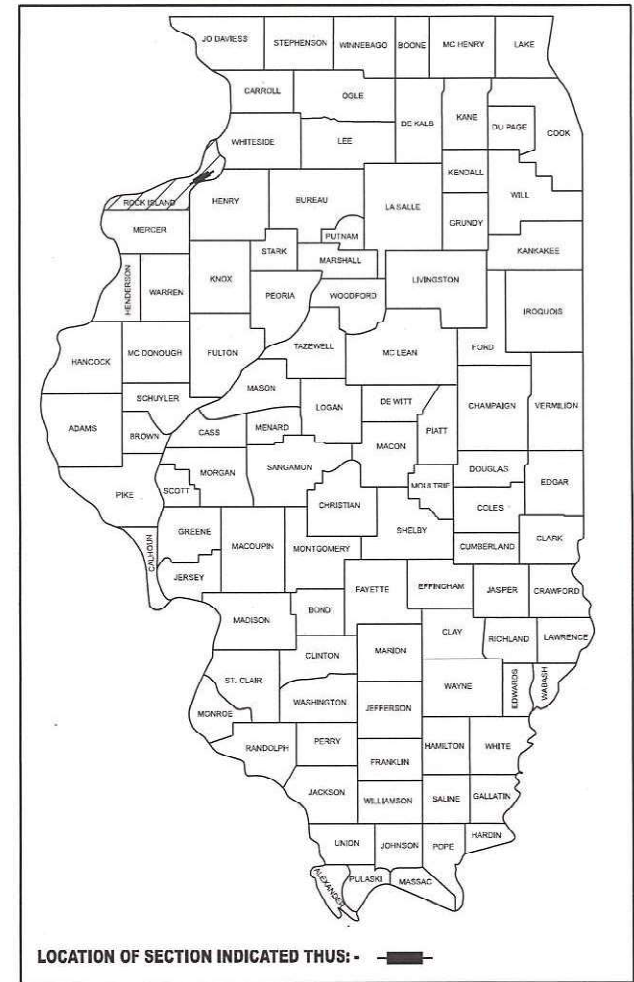 JO DAVIESS STEPHENSON WINNEBAGO BOONE MC HENRY LAKE
CARROLL OGLE DE KALB KANE DU PAGE COOK
WHITESIDE LEE
KENDALL WILL
ROCK ISLAND HENRY BUREAU LA SALLE
MERCER PUTNAM GRUNDY
STARK MARSHALL KANKAKEE
HENDERSON WARREN KNOX PEORIA WOODFORD LIVINGSTON
IROQUOIS
HANCOCK MC DONOUGH FULTON TAZEWELL MC LEAN FORD
MASON
SCHUYLER LOGAN DE WITT CHAMPAIGN VERMILION
ADAMS BROWN CASS MENARD MACON PIATT
MORGAN SANGAMON DOUGLAS
PIKE SCOTT CHRISTIAN MOULTRIE COLES EDGAR
GREENE MACOUPIN MONTGOMERY SHELBY CUMBERLAND CLARK
CALHOUN JERSEY
FAYETTE EFFINGHAM JASPER CRAWFORD
MADISON BOND
CLAY RICHLAND LAWRENCE
CLINTON MARION
ST. CLAIR WAYNE EDWARDS WABASH
MONROE WASHINGTON JEFFERSON
RANDOLPH PERRY HAMILTON WHITE
FRANKLIN
JACKSON WILLIAMSON SALINE GALLATIN
UNION JOHNSON POPE HARDIN
ALEXANDER PULASKI MASSAC
LOCATION OF SECTION INDICATED THUS: -